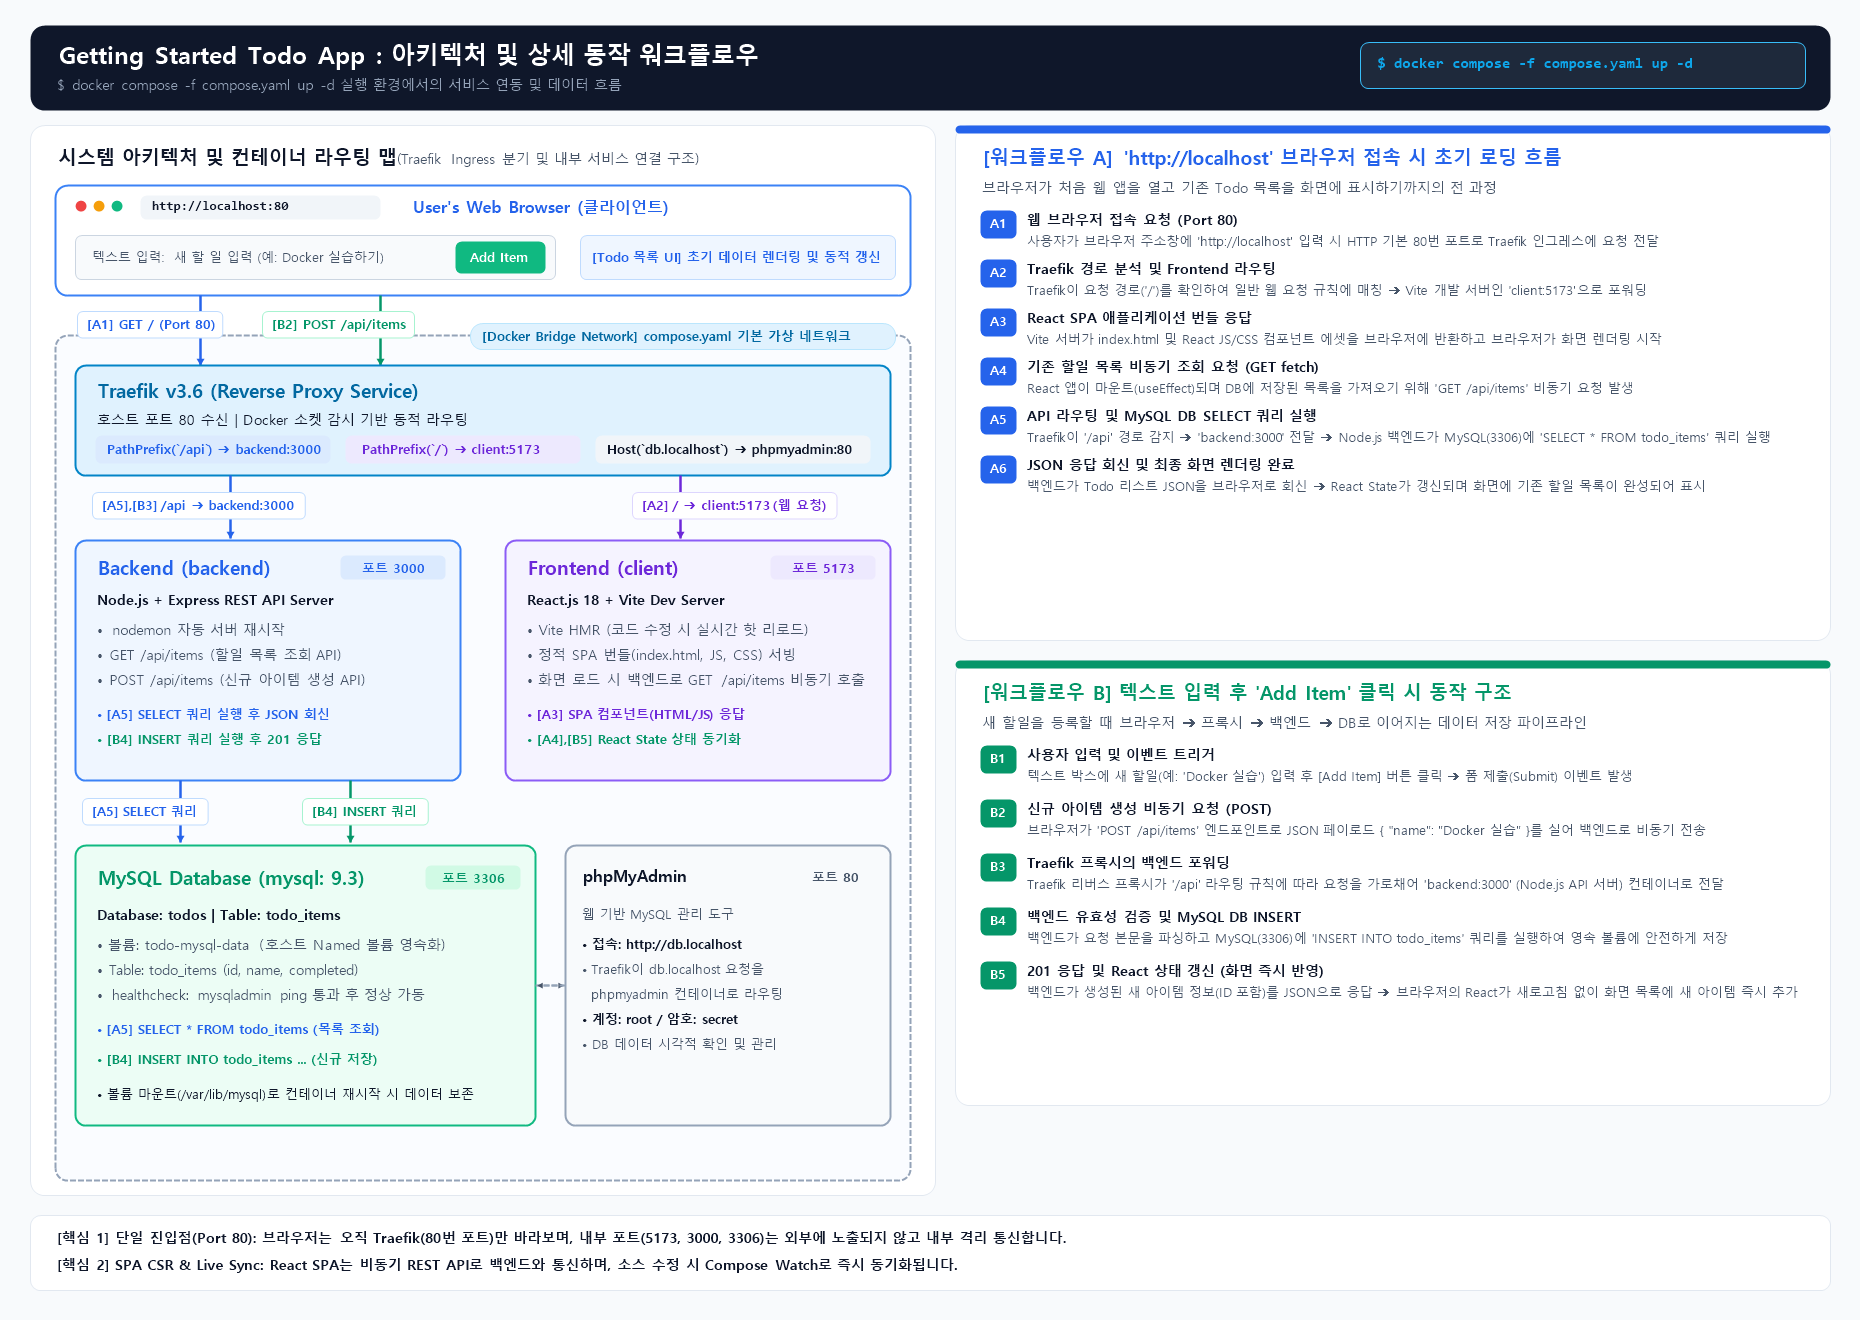 Getting Started Todo App : 아키텍처 및 상세 동작 워크플로우
$ docker compose -f compose.yaml up -d 실행 환경에서의 서비스 연동 및 데이터 흐름
$ docker compose -f compose.yaml up -d
시스템 아키텍처 및 컨테이너 라우팅 맵(Traefik Ingress 분기 및 내부 서비스 연결 구조)
http://localhost:80
User's Web Browser (클라이언트)
텍스트 입력: 새 할 일 입력 (예: Docker 실습하기)
Add Item
[Todo 목록 UI] 초기 데이터 렌더링 및 동적 갱신
[A1] GET / (Port 80)
[B2] POST /api/items
[Docker Bridge Network] compose.yaml 기본 가상 네트워크
Traefik v3.6 (Reverse Proxy Service)
호스트 포트 80 수신 | Docker 소켓 감시 기반 동적 라우팅
PathPrefix(`/api`) → backend:3000
PathPrefix(`/`) → client:5173
Host(`db.localhost`) → phpmyadmin:80
[A5],[B3] /api → backend:3000
[A2] / → client:5173 (웹 요청)
Backend (backend)
포트 3000
Node.js + Express REST API Server
• nodemon 자동 서버 재시작
• GET /api/items (할일 목록 조회 API)
• POST /api/items (신규 아이템 생성 API)
• [A5] SELECT 쿼리 실행 후 JSON 회신
• [B4] INSERT 쿼리 실행 후 201 응답
Frontend (client)
포트 5173
React.js 18 + Vite Dev Server
• Vite HMR (코드 수정 시 실시간 핫 리로드)
• 정적 SPA 번들(index.html, JS, CSS) 서빙
• 화면 로드 시 백엔드로 GET /api/items 비동기 호출
• [A3] SPA 컴포넌트(HTML/JS) 응답
• [A4],[B5] React State 상태 동기화
[A5] SELECT 쿼리
[B4] INSERT 쿼리
MySQL Database (mysql: 9.3)
포트 3306
Database: todos | Table: todo_items
• 볼륨: todo-mysql-data (호스트 Named 볼륨 영속화)
• Table: todo_items (id, name, completed)
• healthcheck: mysqladmin ping 통과 후 정상 가동
• [A5] SELECT * FROM todo_items (목록 조회)
• [B4] INSERT INTO todo_items ... (신규 저장)
• 볼륨 마운트(/var/lib/mysql)로 컨테이너 재시작 시 데이터 보존
phpMyAdmin
포트 80
웹 기반 MySQL 관리 도구
• 접속: http://db.localhost
• Traefik이 db.localhost 요청을
phpmyadmin 컨테이너로 라우팅
• 계정: root / 암호: secret
• DB 데이터 시각적 확인 및 관리
[워크플로우 A] 'http://localhost' 브라우저 접속 시 초기 로딩 흐름
브라우저가 처음 웹 앱을 열고 기존 Todo 목록을 화면에 표시하기까지의 전 과정
A1
웹 브라우저 접속 요청 (Port 80)
사용자가 브라우저 주소창에 'http://localhost' 입력 시 HTTP 기본 80번 포트로 Traefik 인그레스에 요청 전달
A2
Traefik 경로 분석 및 Frontend 라우팅
Traefik이 요청 경로('/')를 확인하여 일반 웹 요청 규칙에 매칭 → Vite 개발 서버인 'client:5173'으로 포워딩
A3
React SPA 애플리케이션 번들 응답
Vite 서버가 index.html 및 React JS/CSS 컴포넌트 에셋을 브라우저에 반환하고 브라우저가 화면 렌더링 시작
A4
기존 할일 목록 비동기 조회 요청 (GET fetch)
React 앱이 마운트(useEffect)되며 DB에 저장된 목록을 가져오기 위해 'GET /api/items' 비동기 요청 발생
A5
API 라우팅 및 MySQL DB SELECT 쿼리 실행
Traefik이 '/api' 경로 감지 → 'backend:3000' 전달 → Node.js 백엔드가 MySQL(3306)에 'SELECT * FROM todo_items' 쿼리 실행
A6
JSON 응답 회신 및 최종 화면 렌더링 완료
백엔드가 Todo 리스트 JSON을 브라우저로 회신 → React State가 갱신되며 화면에 기존 할일 목록이 완성되어 표시
[워크플로우 B] 텍스트 입력 후 'Add Item' 클릭 시 동작 구조
새 할일을 등록할 때 브라우저 → 프록시 → 백엔드 → DB로 이어지는 데이터 저장 파이프라인
B1
사용자 입력 및 이벤트 트리거
텍스트 박스에 새 할일(예: 'Docker 실습') 입력 후 [Add Item] 버튼 클릭 → 폼 제출(Submit) 이벤트 발생
B2
신규 아이템 생성 비동기 요청 (POST)
브라우저가 'POST /api/items' 엔드포인트로 JSON 페이로드 { "name": "Docker 실습" }를 실어 백엔드로 비동기 전송
B3
Traefik 프록시의 백엔드 포워딩
Traefik 리버스 프록시가 '/api' 라우팅 규칙에 따라 요청을 가로채어 'backend:3000' (Node.js API 서버) 컨테이너로 전달
B4
백엔드 유효성 검증 및 MySQL DB INSERT
백엔드가 요청 본문을 파싱하고 MySQL(3306)에 'INSERT INTO todo_items' 쿼리를 실행하여 영속 볼륨에 안전하게 저장
B5
201 응답 및 React 상태 갱신 (화면 즉시 반영)
백엔드가 생성된 새 아이템 정보(ID 포함)를 JSON으로 응답 → 브라우저의 React가 새로고침 없이 화면 목록에 새 아이템 즉시 추가
[핵심 1] 단일 진입점(Port 80): 브라우저는 오직 Traefik(80번 포트)만 바라보며, 내부 포트(5173, 3000, 3306)는 외부에 노출되지 않고 내부 격리 통신합니다.
[핵심 2] SPA CSR & Live Sync: React SPA는 비동기 REST API로 백엔드와 통신하며, 소스 수정 시 Compose Watch로 즉시 동기화됩니다.